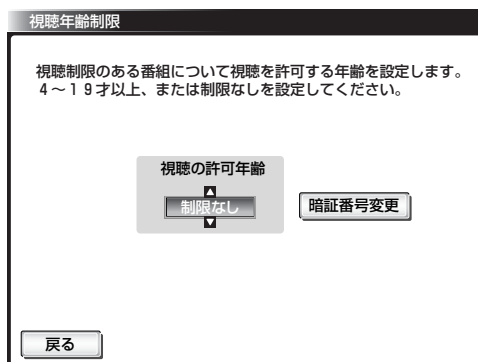 視聴年齢制限
視聴制限のある番組について視聴を許可する年齢を設定します。
4～19才以上、または制限なしを設定してください。
視聴の許可年齢
制限なし
暗証番号変更
戻る